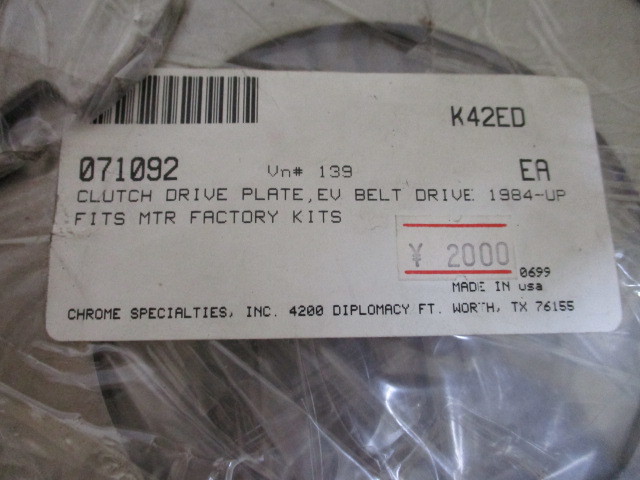 K42ED
071092 Vn# 139 EA
CLUTCH DRIVE PLATE,EV BELT DRIVE 1984-UP
FITS MTR FACTORY KITS
¥ 2000
0699
MADE IN usa
CHROME SPECIALTIES, INC. 4200 DIPLOMACY FT. WORTH, TX 76155